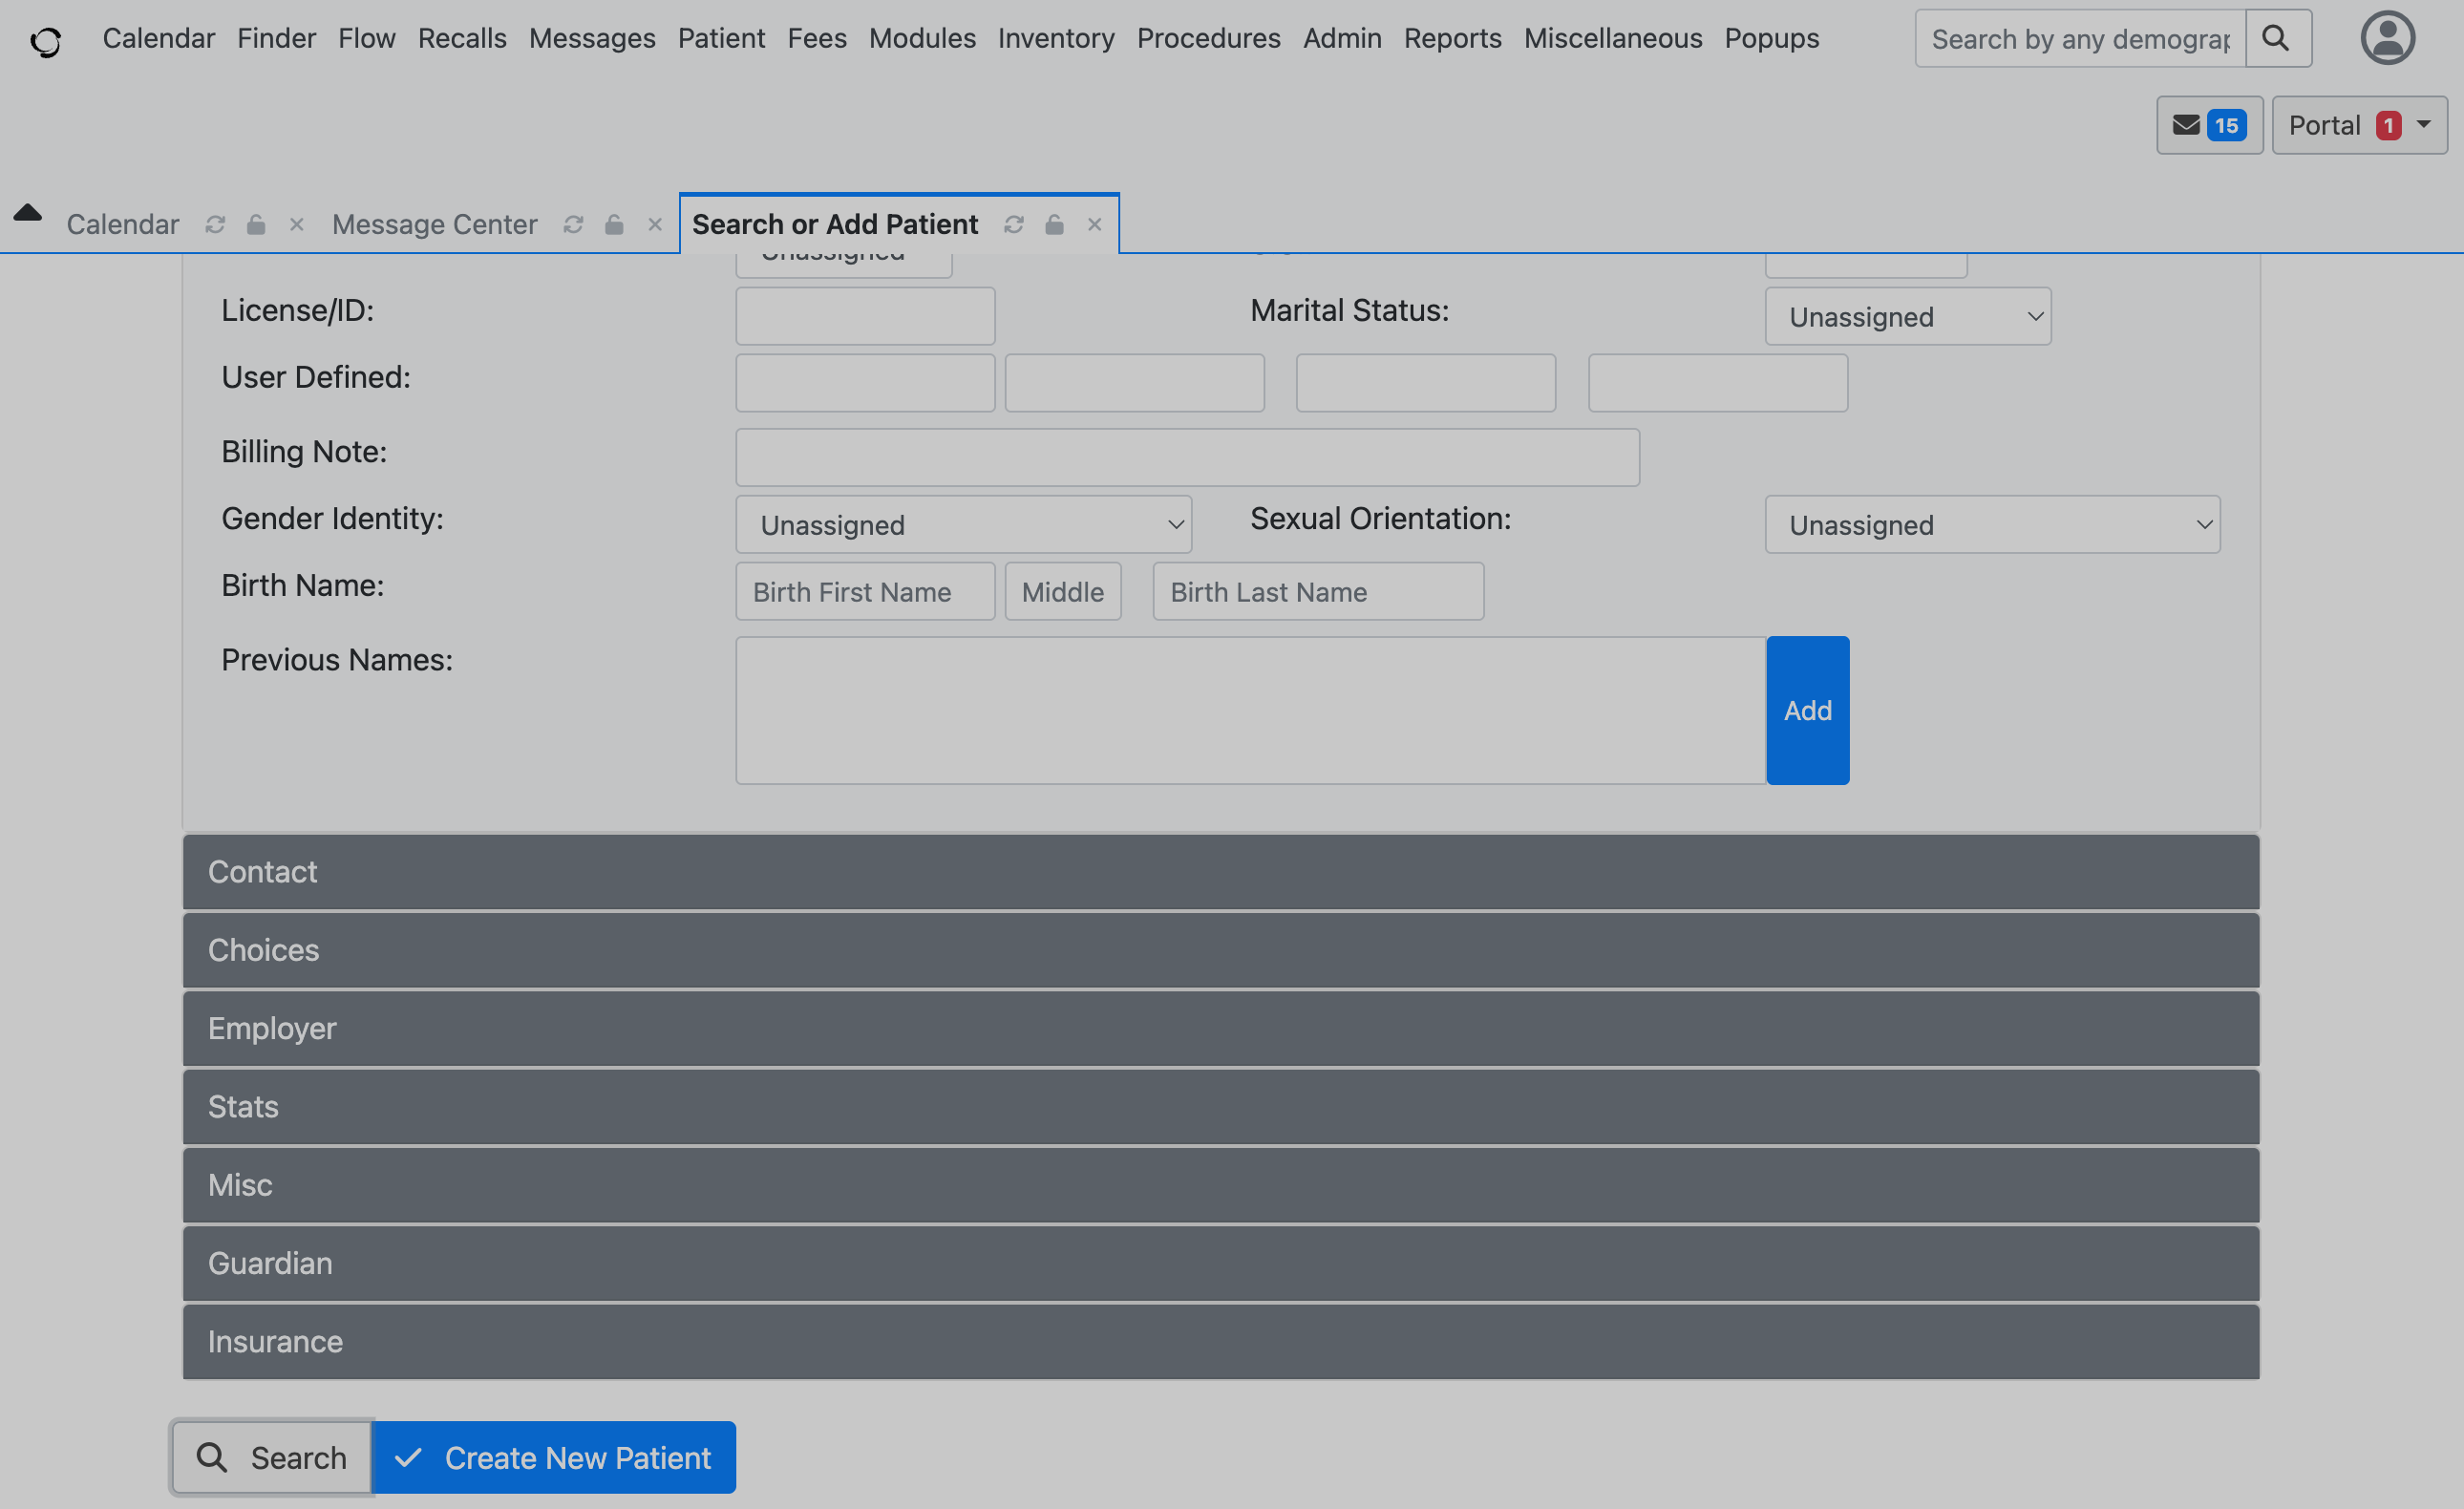 Calendar Finder Flow Recalls Messages Patient Fees Modules Inventory Procedures Admin Reports Miscellaneous Popups Search by any demograp
15 Portal 1
Calendar Message Center Search or Add Patient
Unassigned
License/ID: Marital Status: Unassigned
User Defined:
Billing Note:
Gender Identity: Unassigned Sexual Orientation: Unassigned
Birth Name: Birth First Name Middle Birth Last Name
Previous Names:
Add
Contact
Choices
Employer
Stats
Misc
Guardian
Insurance
Search Create New Patient